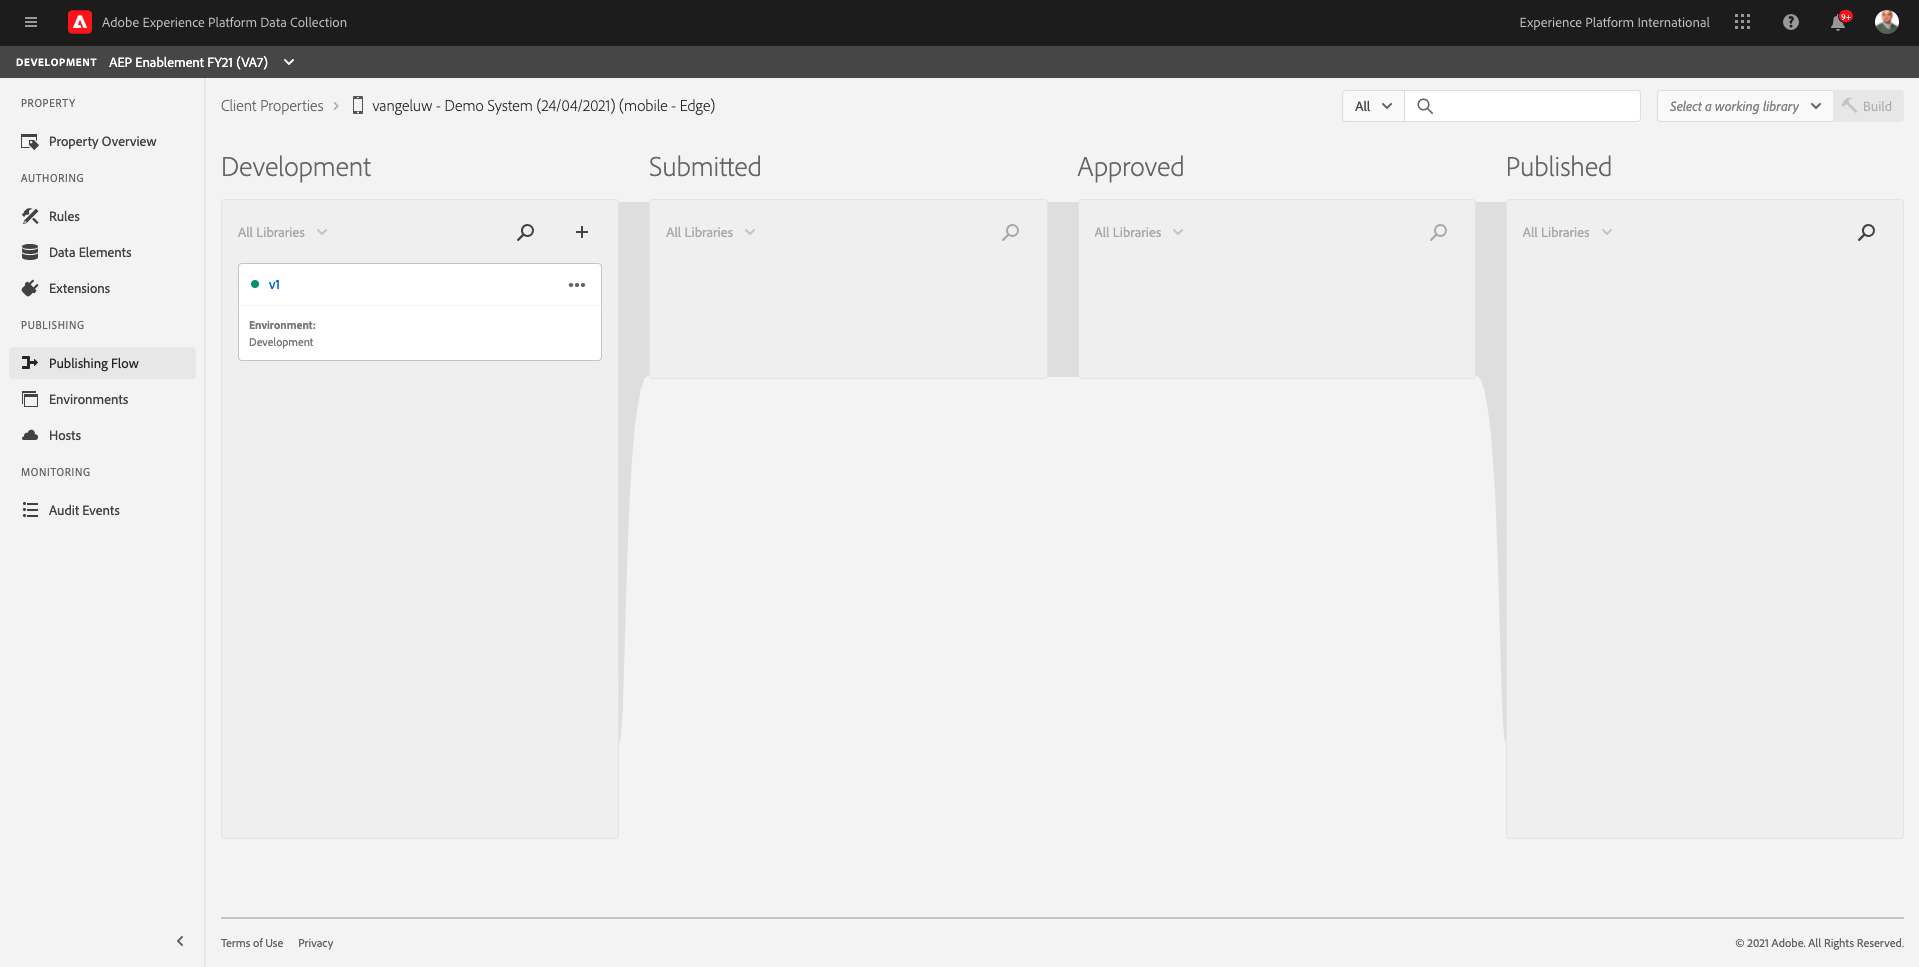 Adobe Experience Platform Data Collection
Experience Platform International
9+
DEVELOPMENT AEP Enablement FY21 (VA7)
PROPERTY
Property Overview
AUTHORING
Rules
Data Elements
Extensions
PUBLISHING
Publishing Flow
Environments
Hosts
MONITORING
Audit Events
Client Properties > vangeluw - Demo System (24/04/2021) (mobile - Edge)
All
Select a working library
Build
Development
All Libraries
v1
Environment:
Development
Submitted
All Libraries
Approved
All Libraries
Published
All Libraries
Terms of Use Privacy
© 2021 Adobe. All Rights Reserved.